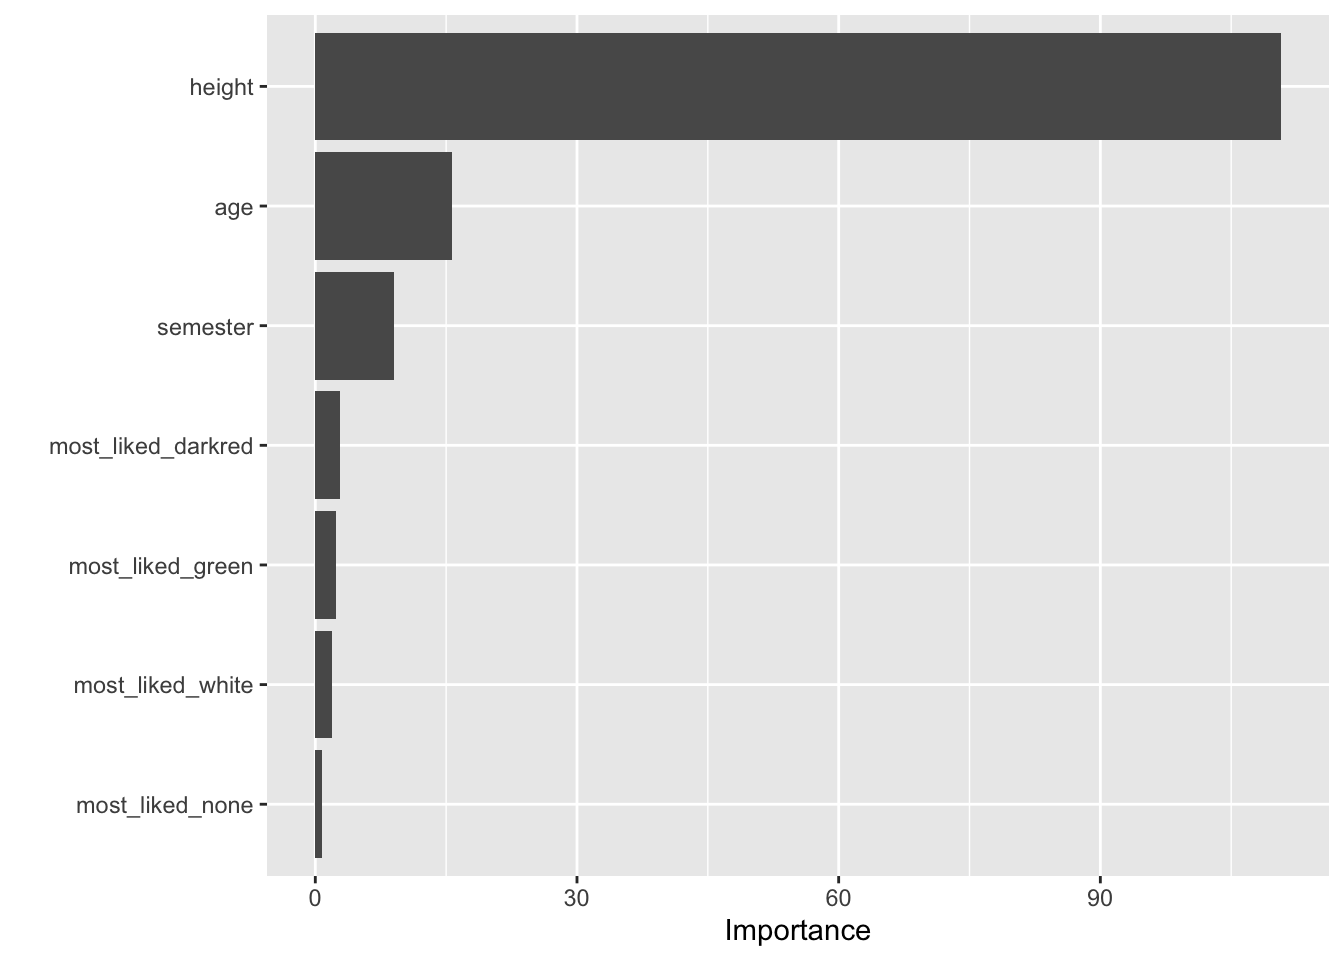 height
age
semester
most_liked_darkred
most_liked_green
most_liked_white
most_liked_none
0 30 60 90
Importance